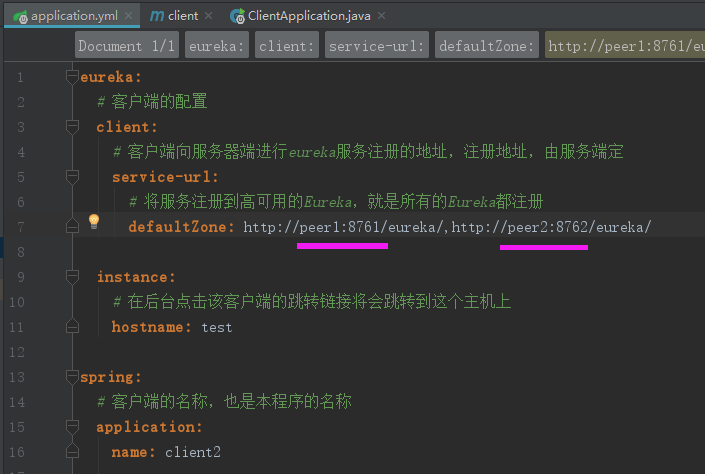 application.yml × m client × ClientApplication.java ×
Document 1/1 eureka: client: service-url: defaultZone: http://peer1:8761/eu
1 eureka:
2 # 客户端的配置
3 client:
4 # 客户端向服务器端进行eureka服务注册的地址，注册地址，由服务端定
5 service-url:
6 # 将服务注册到高可用的Eureka，就是所有的Eureka都注册
7 defaultZone: http://peer1:8761/eureka/,http://peer2:8762/eureka/
8
9 instance:
10 # 在后台点击该客户端的跳转链接将会跳转到这个主机上
11 hostname: test
12
13 spring:
14 # 客户端的名称，也是本程序的名称
15 application:
16 name: client2